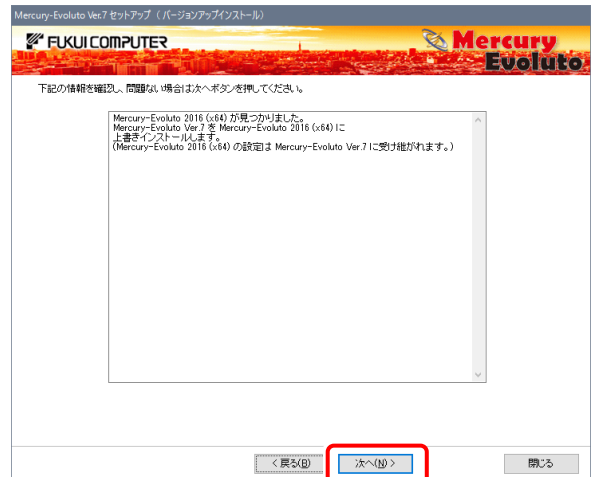 Mercury-Evoluto Ver.7 セットアップ（バージョンアップインストール）
FUKUI COMPUTER
Mercury
Evoluto
下記の情報を確認し、問題ない場合は次へボタンを押してください。
Mercury-Evoluto 2016 (x64) が見つかりました。
Mercury-Evoluto Ver.7 を Mercury-Evoluto 2016 (x64) に
上書きインストールします。
(Mercury-Evoluto 2016 (x64) の設定は Mercury-Evoluto Ver.7 に受け継がれます。)
< 戻る(B)
次へ(N) >
閉じる